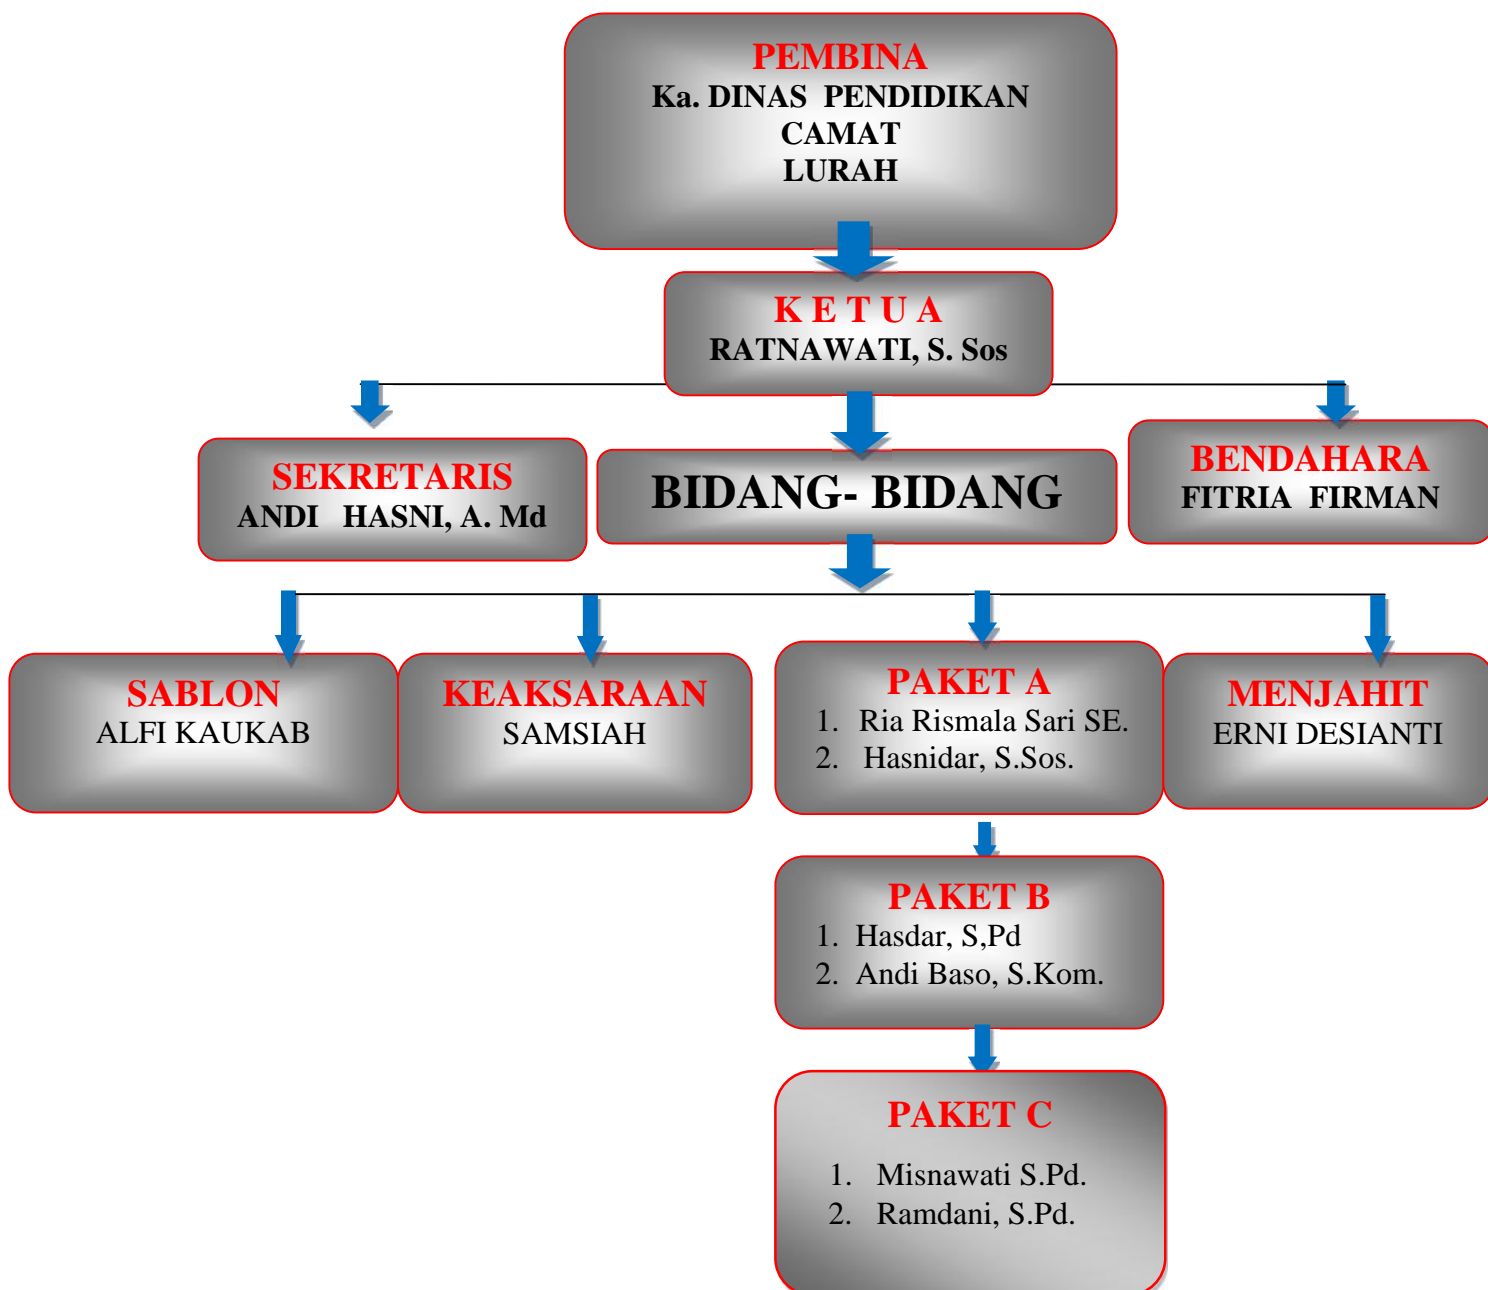 PEMBINA
Ka. DINAS PENDIDIKAN
CAMAT
LURAH
K E T U A
RATNAWATI, S. Sos
SEKRETARIS
ANDI HASNI, A. Md
BIDANG- BIDANG
BENDAHARA
FITRIA FIRMAN
SABLON
ALFI KAUKAB
KEAKSARAAN
SAMSIAH
PAKET A
1. Ria Rismala Sari SE.
2. Hasnidar, S.Sos.
MENJAHIT
ERNI DESIANTI
PAKET B
1. Hasdar, S,Pd
2. Andi Baso, S.Kom.
PAKET C
1. Misnawati S.Pd.
2. Ramdani, S.Pd.